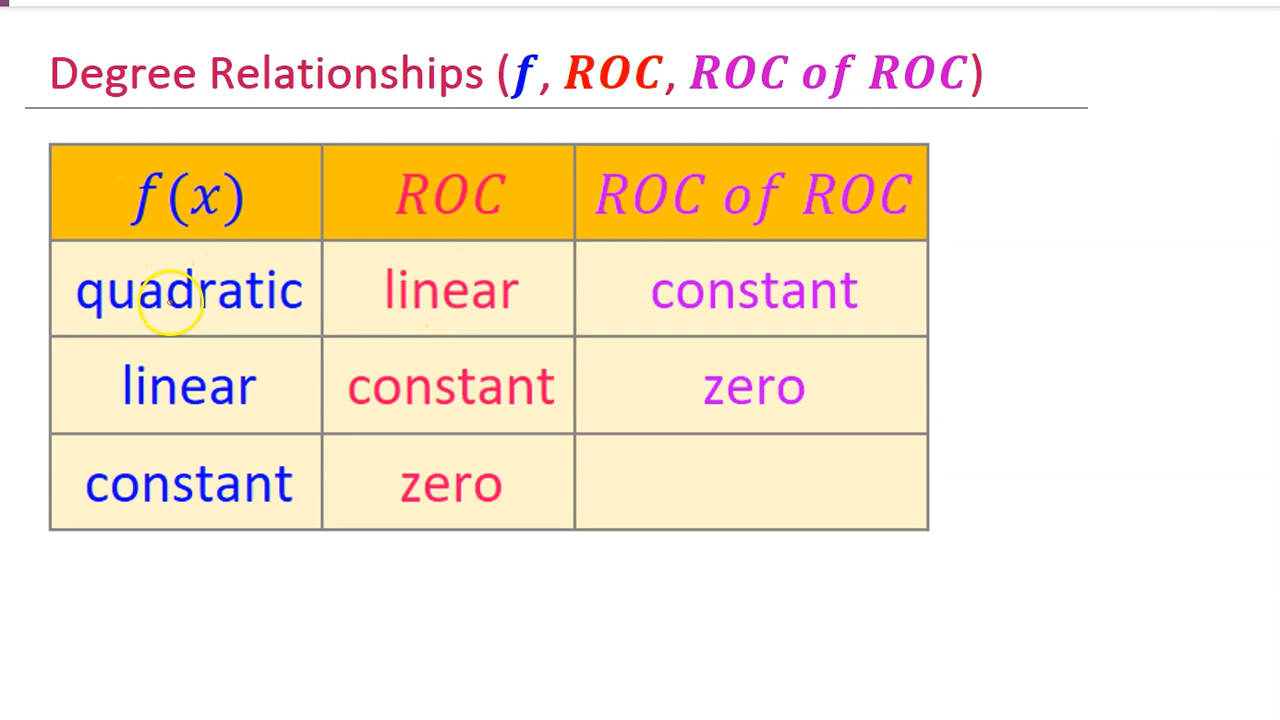 Degree Relationships (f, ROC, ROC of ROC)
f(x) ROC ROC of ROC
quadratic linear constant
linear constant zero
constant zero